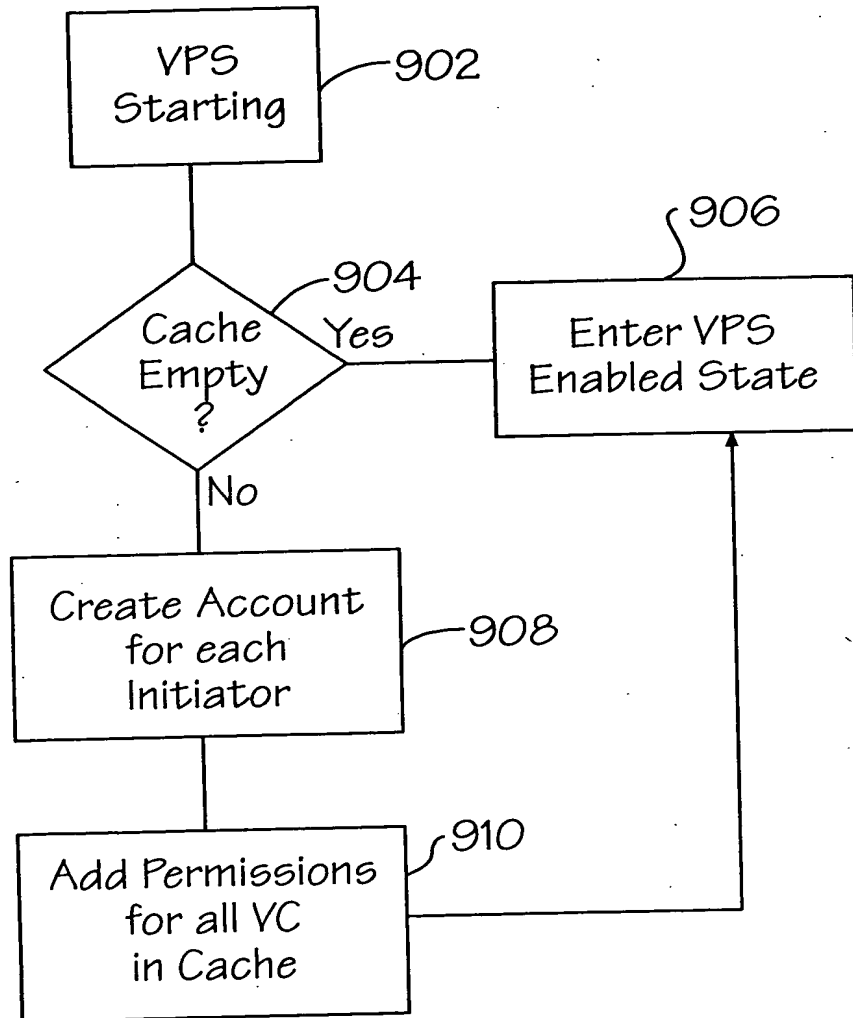 VPS
Starting
902
904
Cache
Empty
?
Yes
No
906
Enter VPS
Enabled State
Create Account
for each
Initiator
908
Add Permissions
for all VC
in Cache
910